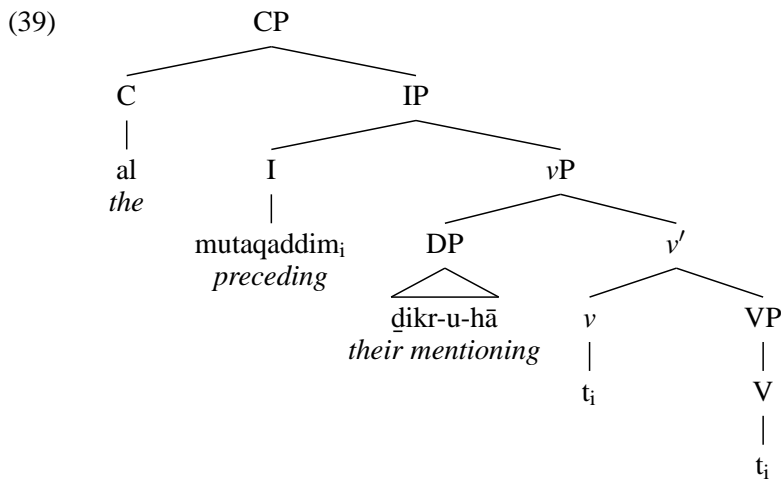 (39) CP
C IP
al I vP
the
mutaqaddimᵢ DP v′
preceding
ḏikr-u-hā v VP
their mentioning
tᵢ V
tᵢ